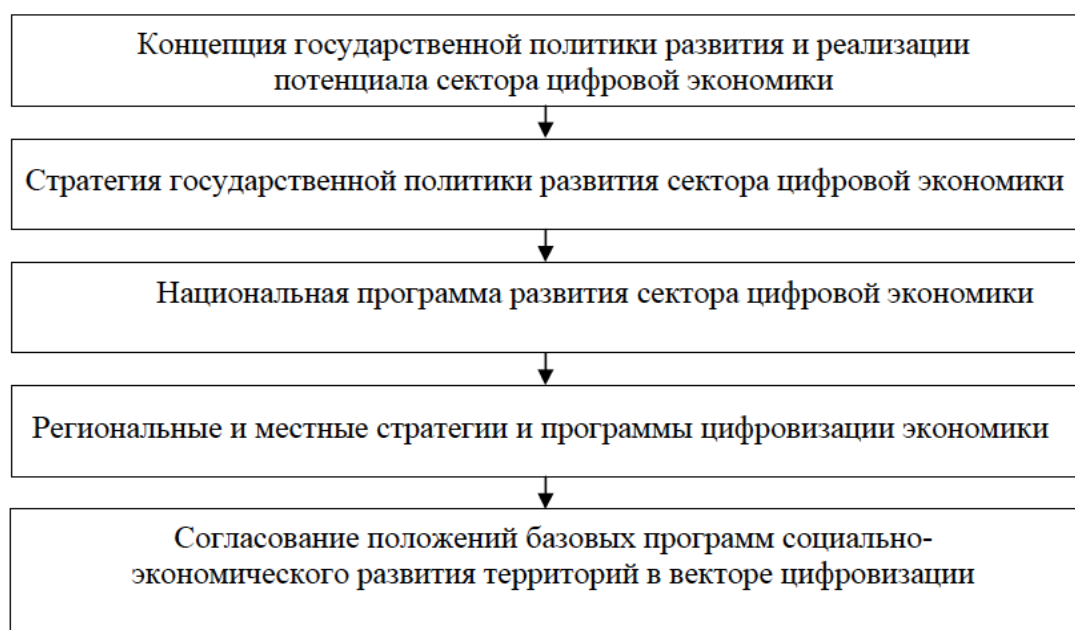 Концепция государственной политики развития и реализации
потенциала сектора цифровой экономики
Стратегия государственной политики развития сектора цифровой экономики
Национальная программа развития сектора цифровой экономики
Региональные и местные стратегии и программы цифровизации экономики
Согласование положений базовых программ социально-
экономического развития территорий в векторе цифровизации